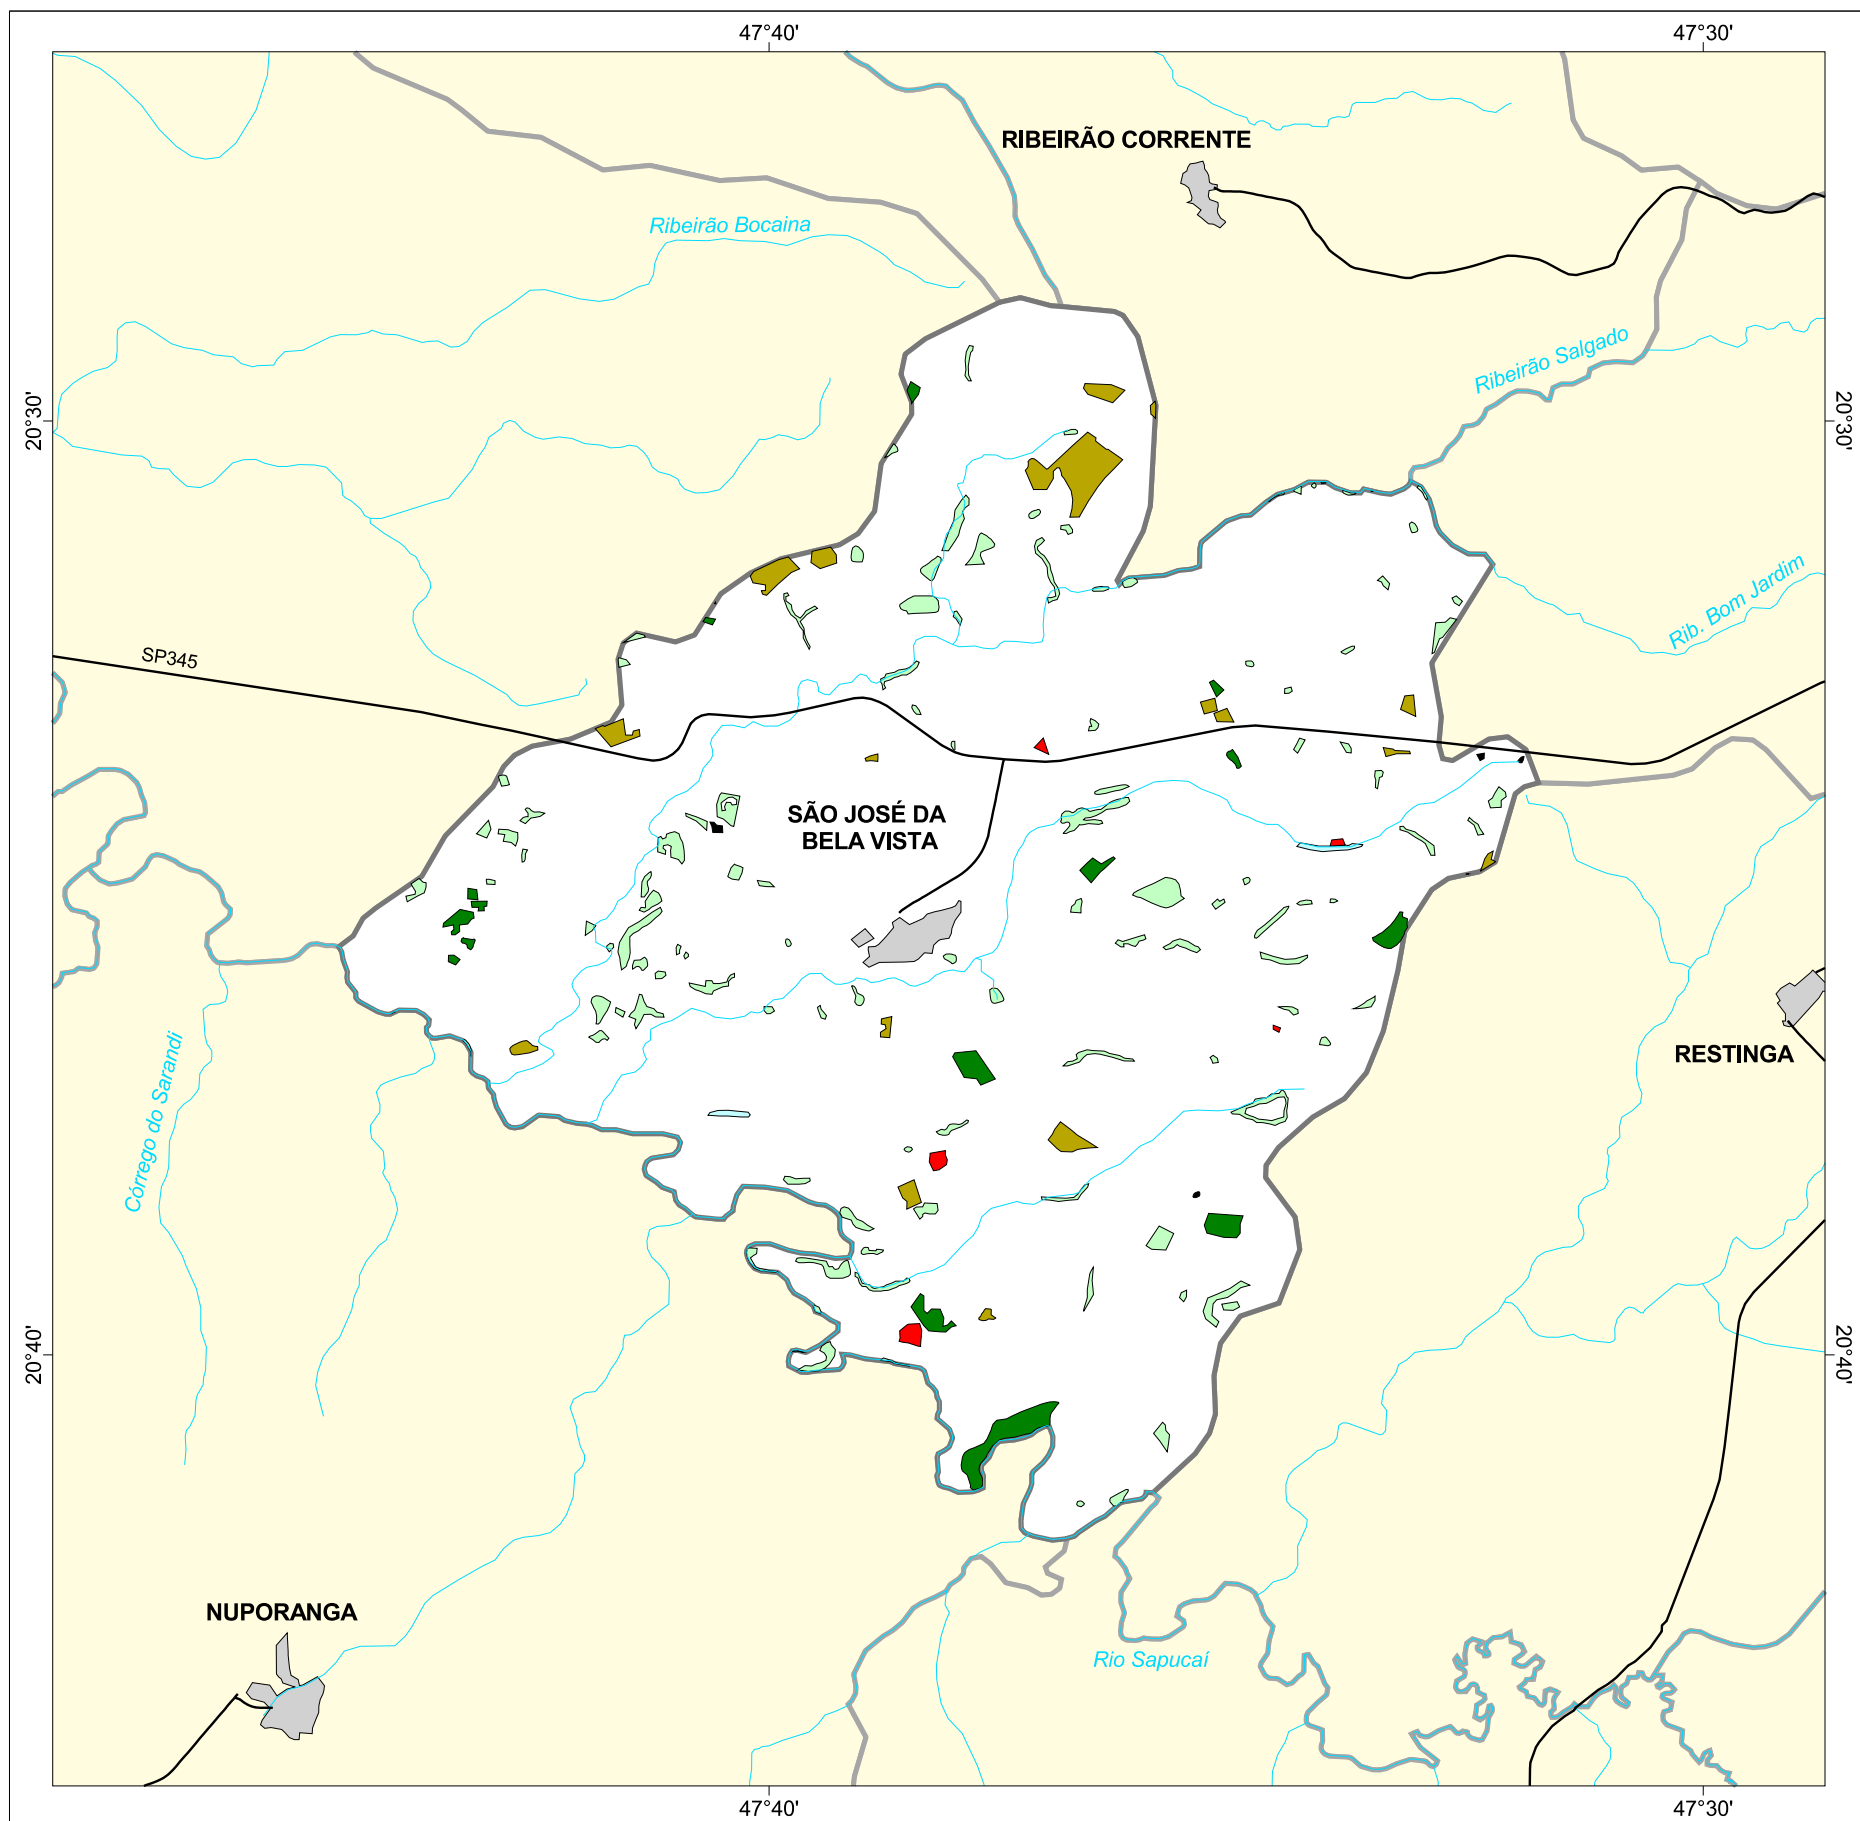 47°40'
47°30'
RIBEIRÃO CORRENTE
Ribeirão Bocaina
Ribeirão Salgado
20°30'
20°30'
Rib. Bom Jardim
SP345
SÃO JOSÉ DA
BELA VISTA
RESTINGA
Córrego do Sarandi
20°40'
20°40'
NUPORANGA
Rio Sapucaí
47°40'
47°30'